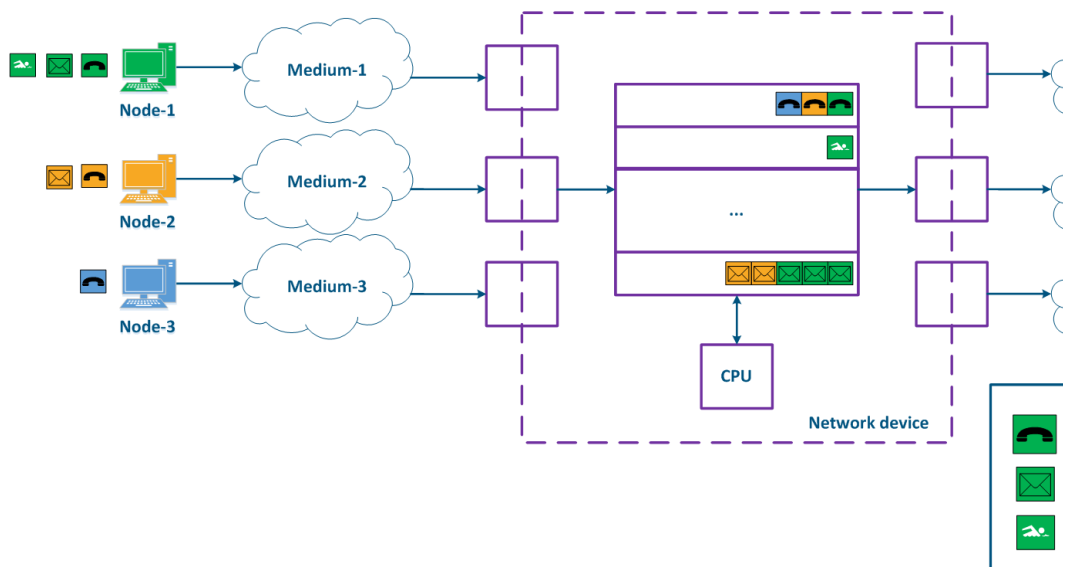 Medium-1
Node-1
Medium-2
...
Node-2
Medium-3
Node-3
CPU
Network device